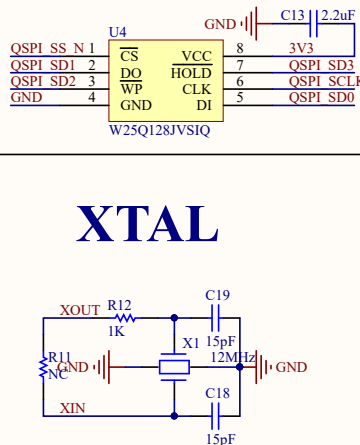 C13 2.2uF
GND
U4
QSPI_SS_N 1 CS VCC 8 3V3
QSPI_SD1 2 DO HOLD 7 QSPI_SD3
QSPI_SD2 3 WP CLK 6 QSPI_SCLK
GND 4 GND DI 5 QSPI_SD0
W25Q128JVSIQ
XTAL
C19
XOUT R12
1K 15pF
X1 12MHz
R11 GND GND
NC
XIN C18
15pF